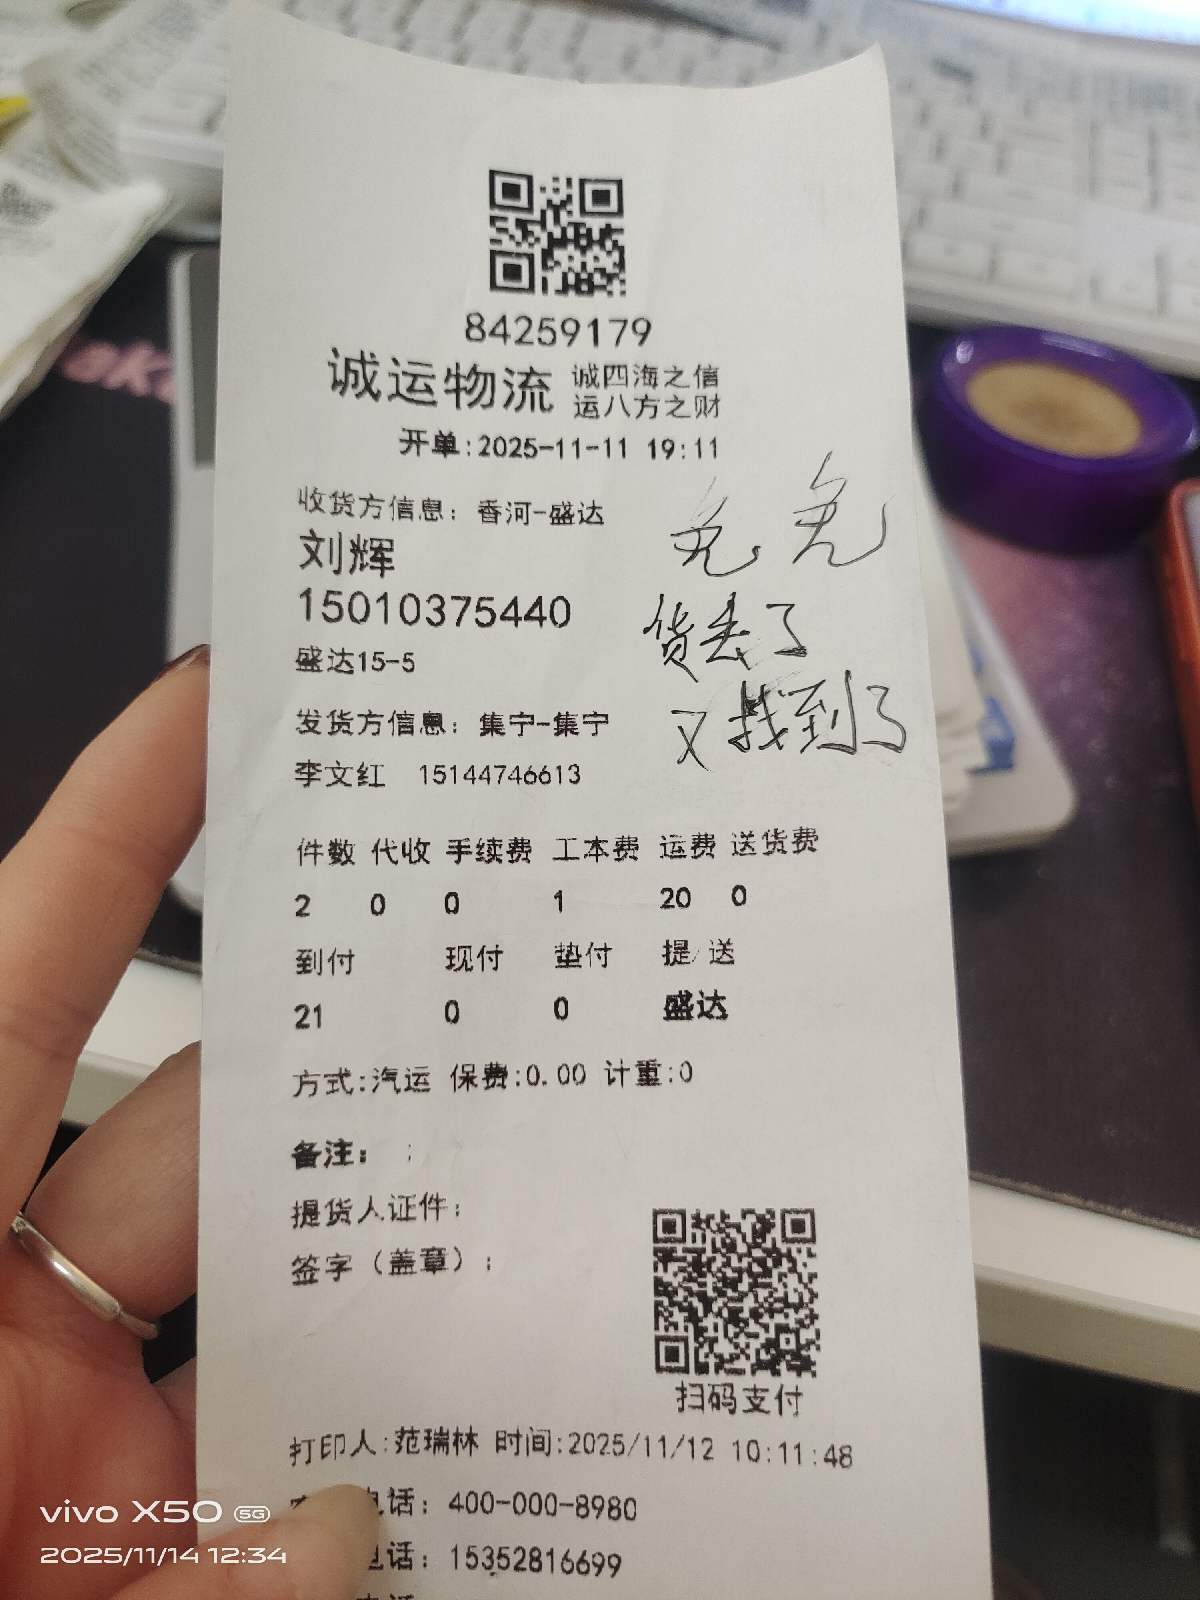 84259179
诚运物流 诚四海之信
运八方之财
开单:2025-11-11 19:11
收货方信息: 香河-盛达
刘辉
15010375440
盛达15-5
货丢了
又找到了
发货方信息: 集宁-集宁
李文红 15144746613
件数 代收 手续费 工本费 运费 送货费
2 0 0 1 20 0
到付 现付 垫付 提/送
21 0 0 盛达
方式:汽运 保费:0.00 计重:0
备注: ;
提货人证件:
签字（盖章）:
扫码支付
打印人:范瑞林 时间:2025/11/12 10:11:48
电话: 400-000-8980
电话: 15352816699
vivo X50 5G
2025/11/14 12:34